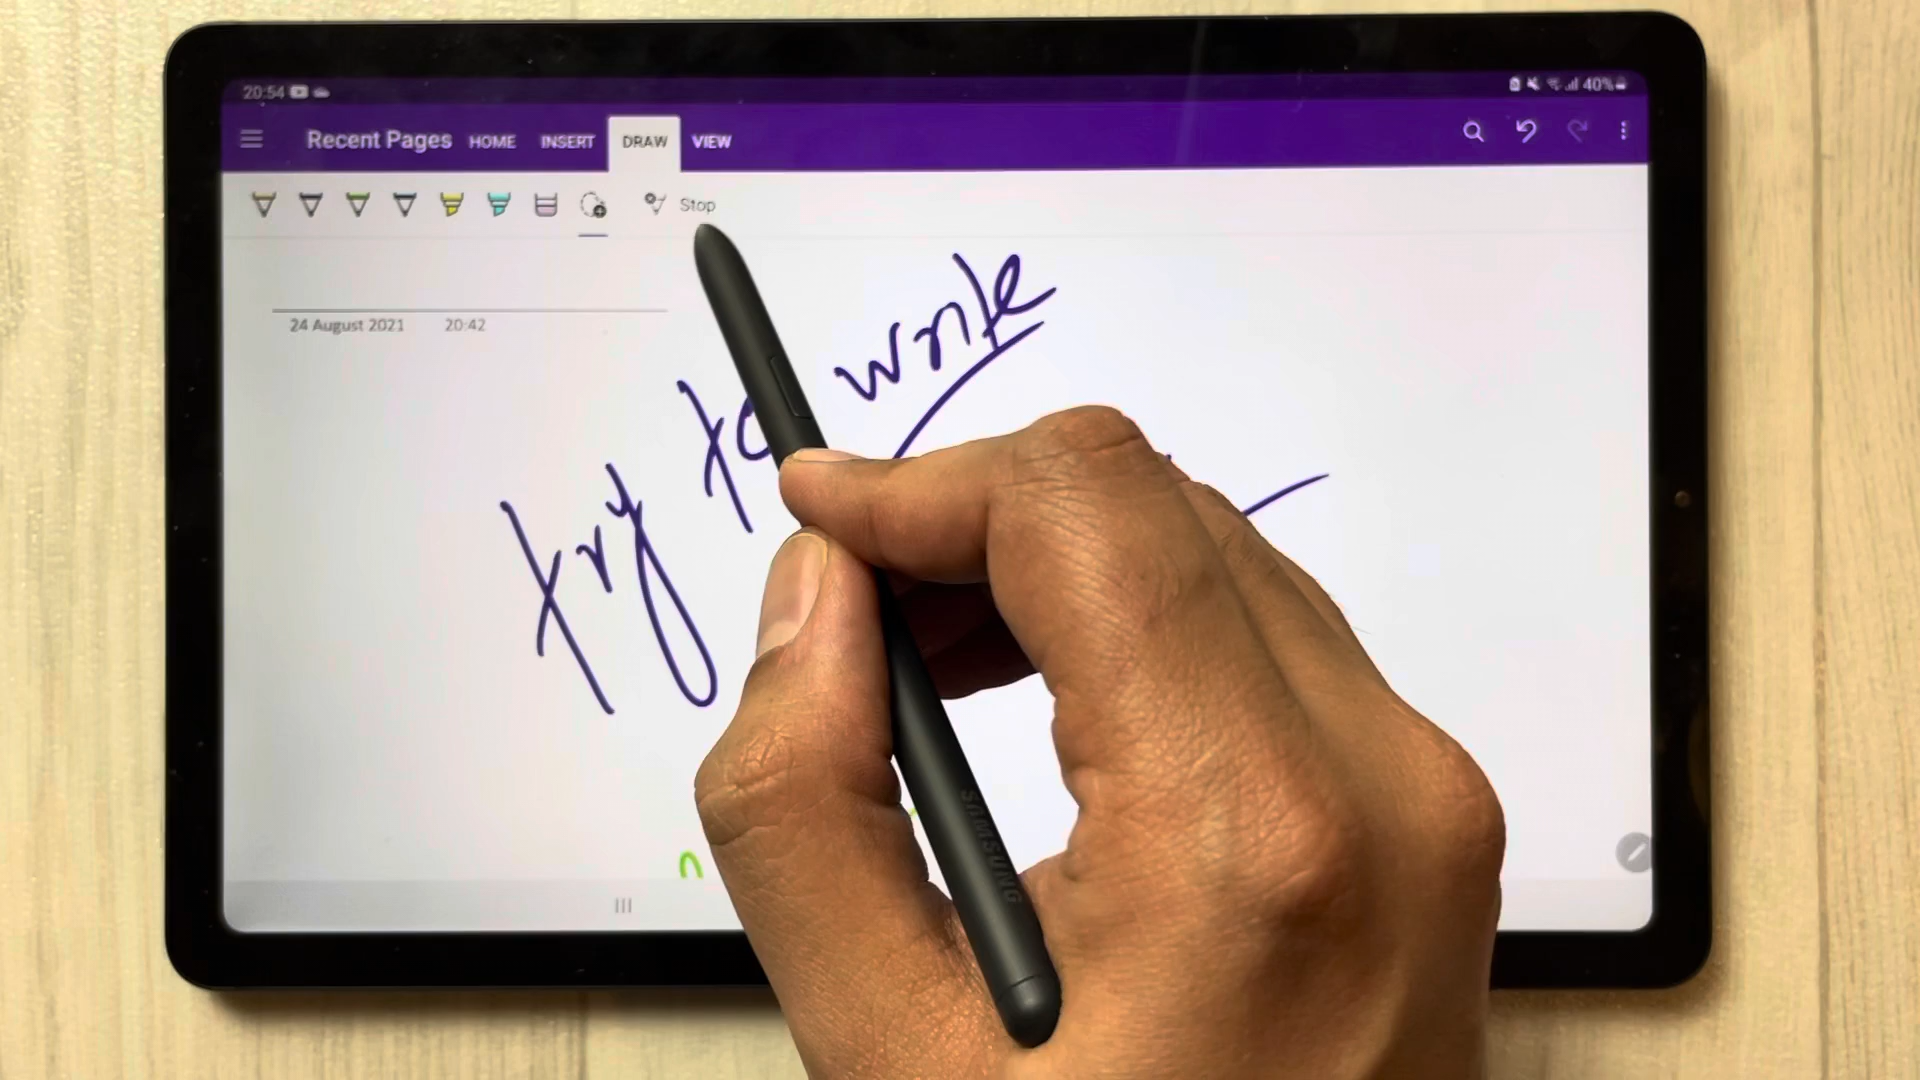 20:54
40%
Recent Pages HOME INSERT DRAW VIEW
Stop
24 August 2021 20:42
try to write
SAMSUNG